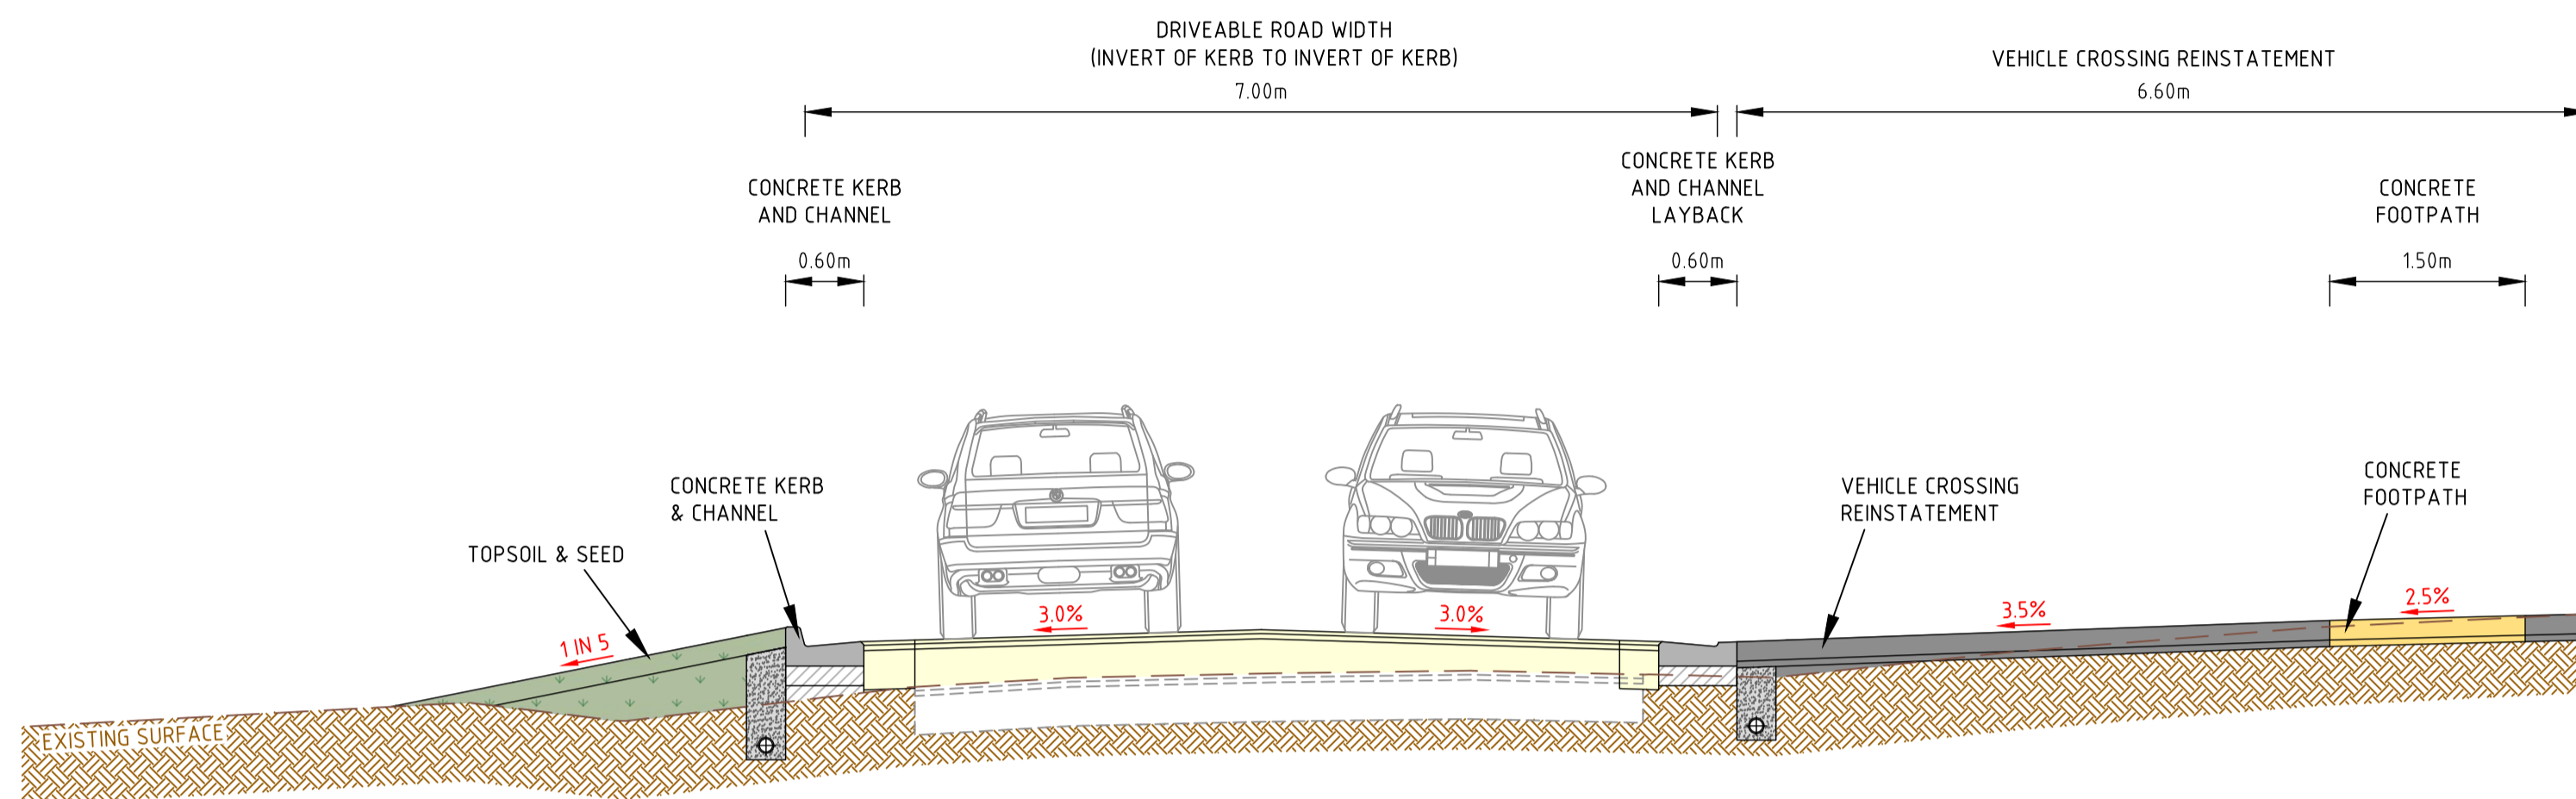 DRIVEABLE ROAD WIDTH
(INVERT OF KERB TO INVERT OF KERB)
7.00m
VEHICLE CROSSING REINSTATEMENT
6.60m
CONCRETE KERB
AND CHANNEL
0.60m
CONCRETE KERB
AND CHANNEL
LAYBACK
0.60m
CONCRETE
FOOTPATH
1.50m
TOPSOIL & SEED
CONCRETE KERB
& CHANNEL
VEHICLE CROSSING
REINSTATEMENT
CONCRETE
FOOTPATH
1 IN 5
3.0%
3.0%
3.5%
2.5%
EXISTING SURFACE